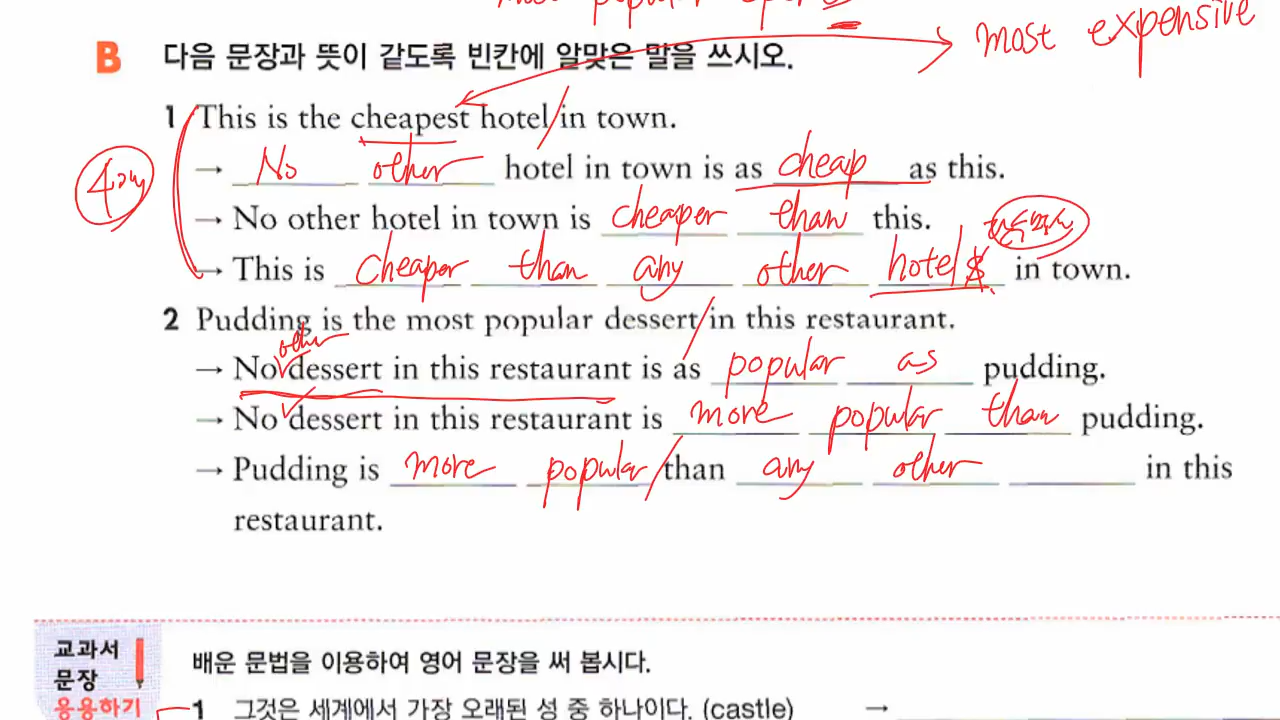 most popular
most expensive
B 다음 문장과 뜻이 같도록 빈칸에 알맞은 말을 쓰시오.
1 This is the cheapest hotel/in town.
→ No other hotel in town is as cheap as this.
→ No other hotel in town is cheaper than this.
→ This is cheaper than any other hotel in town.
2 Pudding is the most popular dessert/in this restaurant.
other
→ No dessert in this restaurant is as popular as pudding.
→ No dessert in this restaurant is more popular than pudding.
→ Pudding is more popular/than any other in this
restaurant.
교과서
문장
응용하기
배운 문법을 이용하여 영어 문장을 써 봅시다.
1 그것은 세계에서 가장 오래된 성 중 하나이다. (castle) →